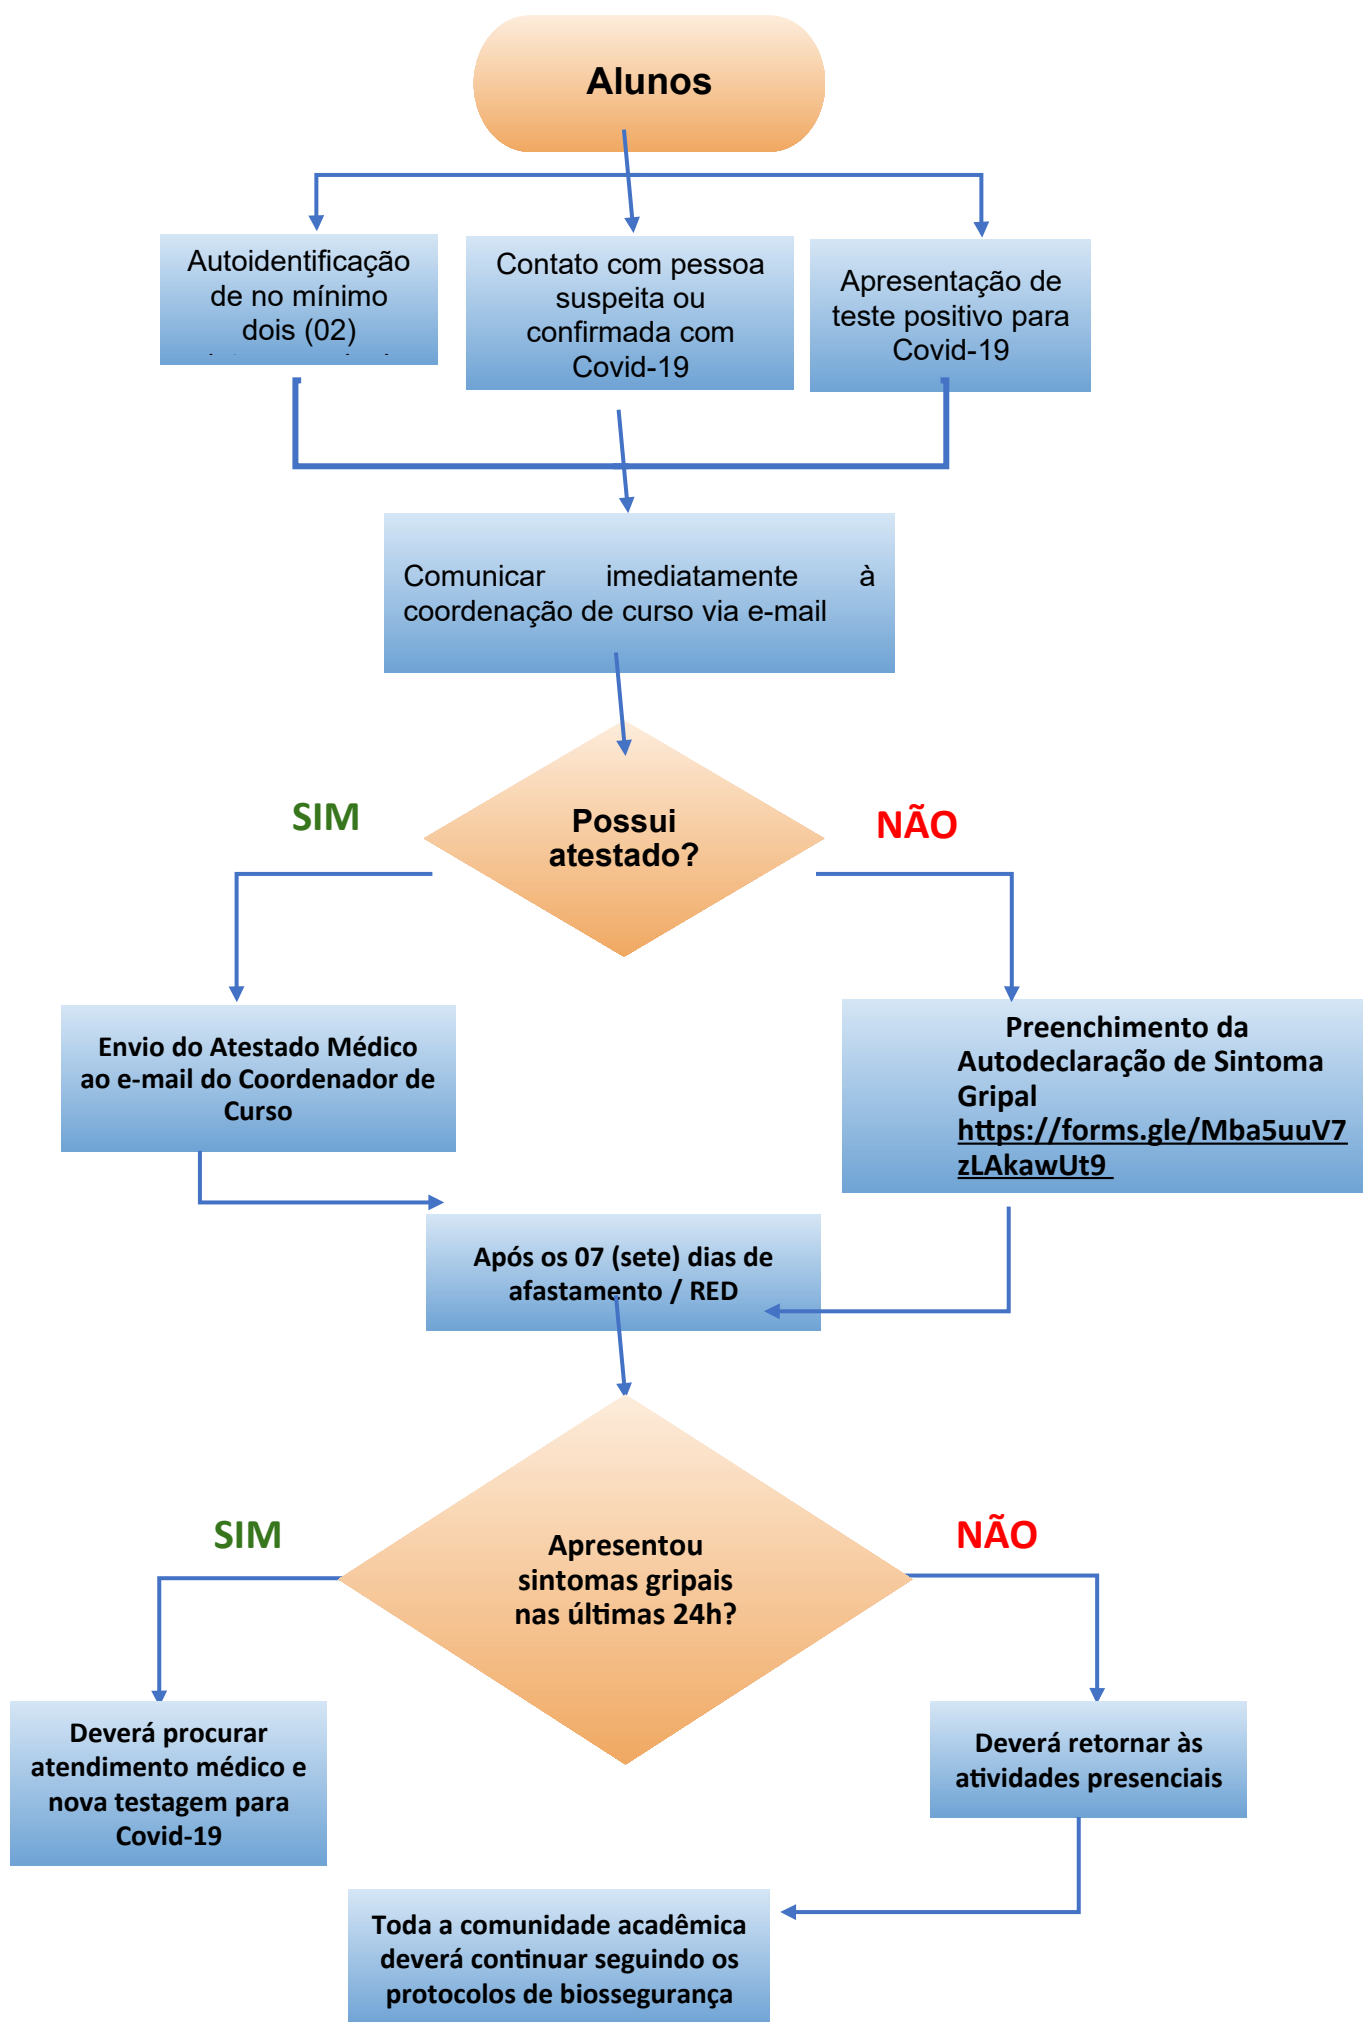 Alunos
Autoidentificação
de no mínimo
dois (02)
Contato com pessoa
suspeita ou
confirmada com
Covid-19
Apresentação de
teste positivo para
Covid-19
Comunicar imediatamente à
coordenação de curso via e-mail
Possui
atestado?
SIM
NÃO
Envio do Atestado Médico
ao e-mail do Coordenador de
Curso
Preenchimento da
Autodeclaração de Sintoma
Gripal
https://forms.gle/Mba5uuV7
zLAkawUt9
Após os 07 (sete) dias de
afastamento / RED
Apresentou
sintomas gripais
nas últimas 24h?
SIM
NÃO
Deverá procurar
atendimento médico e
nova testagem para
Covid-19
Deverá retornar às
atividades presenciais
Toda a comunidade acadêmica
deverá continuar seguindo os
protocolos de biossegurança